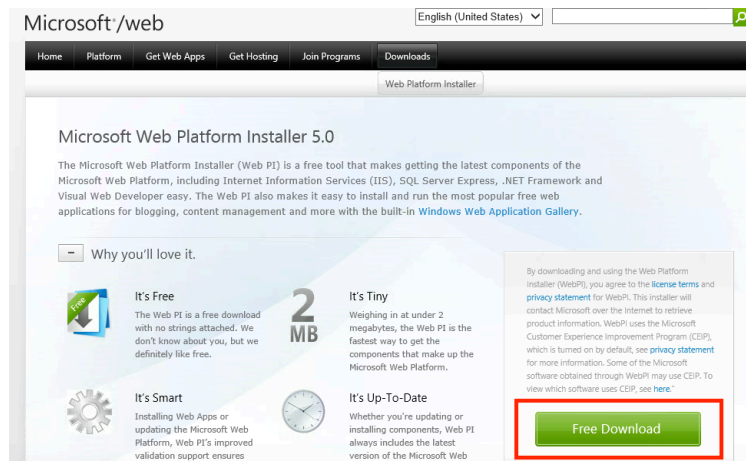 Microsoft®/web
English (United States)
Home Platform Get Web Apps Get Hosting Join Programs Downloads
Web Platform Installer
Microsoft Web Platform Installer 5.0
The Microsoft Web Platform Installer (Web PI) is a free tool that makes getting the latest components of the
Microsoft Web Platform, including Internet Information Services (IIS), SQL Server Express, .NET Framework and
Visual Web Developer easy. The Web PI also makes it easy to install and run the most popular free web
applications for blogging, content management and more with the built-in Windows Web Application Gallery.
Why you'll love it.
Free
It's Free
The Web PI is a free download
with no strings attached. We
don't know about you, but we
definitely like free.
2
MB
It's Tiny
Weighing in at under 2
megabytes, the Web PI is the
fastest way to get the
components that make up the
Microsoft Web Platform.
It's Smart
Installing Web Apps or
updating the Microsoft Web
Platform, Web PI's improved
validation support ensures
It's Up-To-Date
Whether you're updating or
installing components, Web PI
always includes the latest
version of the Microsoft Web
By downloading and using the Web Platform
Installer (WebPI), you agree to the license terms and
privacy statement for WebPI. This installer will
contact Microsoft over the Internet to retrieve
product information. WebPI uses the Microsoft
Customer Experience Improvement Program (CEIP),
which is turned on by default, see privacy statement
for more information. Some of the Microsoft
software obtained through WebPI may use CEIP. To
view which software uses CEIP, see here."
Free Download